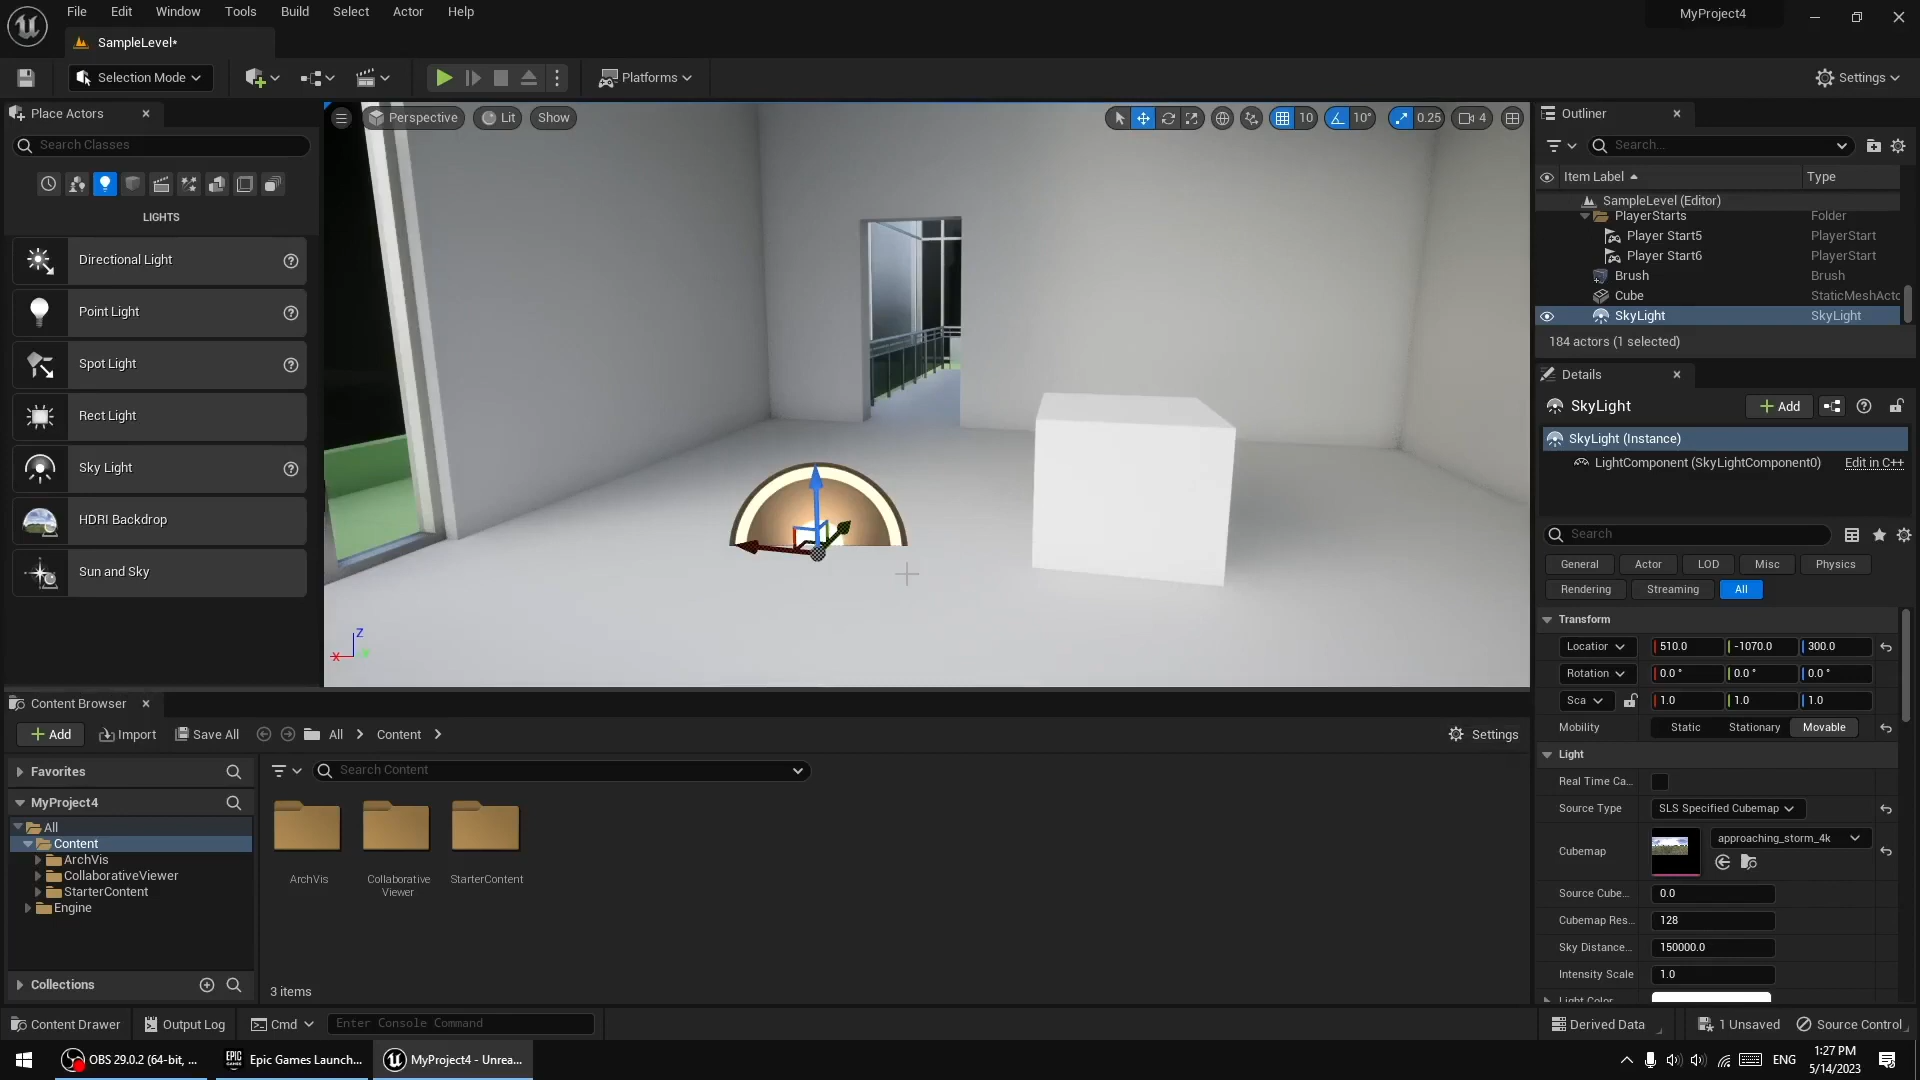 File Edit Window Tools Build Select Actor Help
MyProject4
SampleLevel*
Selection Mode
Platforms
Settings
Place Actors
Search Classes
LIGHTS
Directional Light
Point Light
Spot Light
Rect Light
Sky Light
HDRI Backdrop
Sun and Sky
Perspective Lit Show
10 10° 0.25 4
Z
X
Outliner
Search...
Item Label Type
SampleLevel (Editor)
PlayerStarts Folder
Player Start5 PlayerStart
Player Start6 PlayerStart
Brush Brush
Cube StaticMeshActo
SkyLight SkyLight
184 actors (1 selected)
Details
SkyLight
Add
SkyLight (Instance)
LightComponent (SkyLightComponent0) Edit in C++
Search
General Actor LOD Misc Physics
Rendering Streaming All
Transform
Location 510.0 -1070.0 300.0
Rotation 0.0 ° 0.0 ° 0.0 °
Sca 1.0 1.0 1.0
Mobility Static Stationary Movable
Light
Real Time Ca...
Source Type SLS Specified Cubemap
Cubemap approaching_storm_4k
Source Cube... 0.0
Cubemap Res... 128
Sky Distance... 150000.0
Intensity Scale 1.0
Light Color
Content Browser
Add Import Save All All Content Settings
Favorites
MyProject4
All
Content
ArchVis
CollaborativeViewer
StarterContent
Engine
Collections
Search Content
ArchVis
Collaborative
Viewer
StarterContent
3 items
Content Drawer Output Log Cmd Enter Console Command
Derived Data 1 Unsaved Source Control
OBS 29.0.2 (64-bit, ...
EPIC
GAMES
Epic Games Launch...
MyProject4 - Unrea...
ENG
1:27 PM
5/14/2023